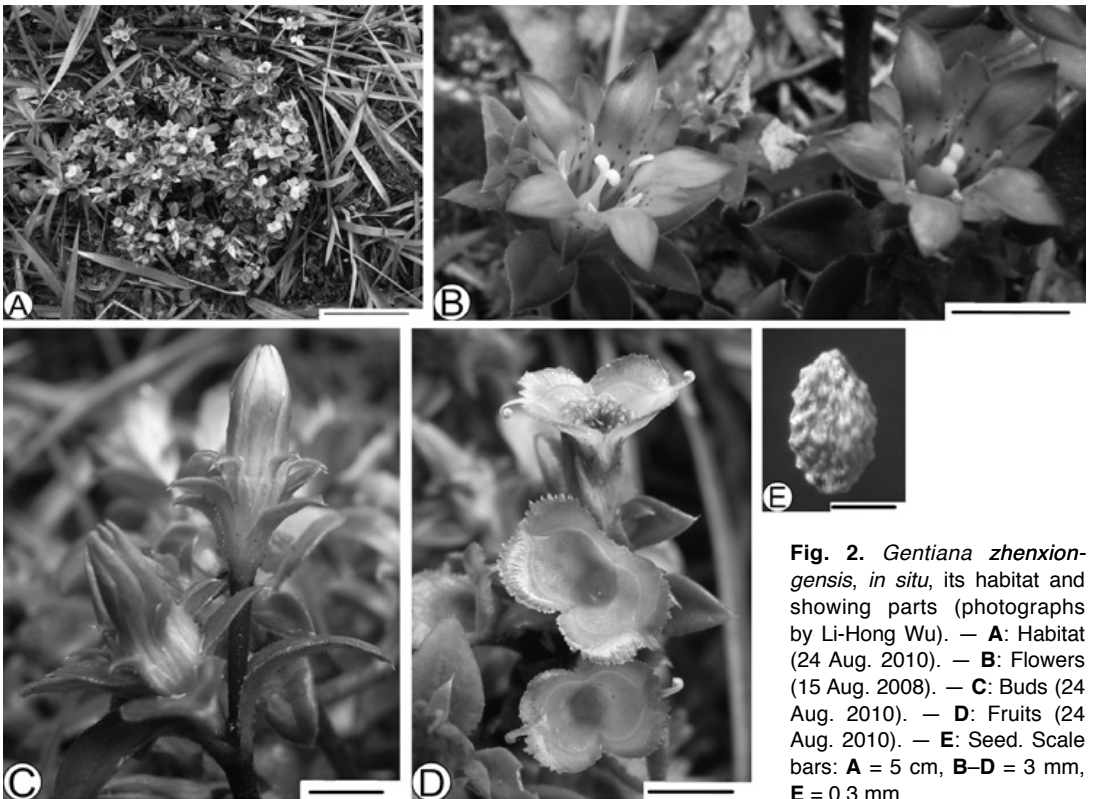 A
B
C
D
E
Fig. 2. Gentiana zhenxion-
gensis, in situ, its habitat and
showing parts (photographs
by Li-Hong Wu). — A: Habitat
(24 Aug. 2010). — B: Flowers
(15 Aug. 2008). — C: Buds (24
Aug. 2010). — D: Fruits (24
Aug. 2010). — E: Seed. Scale
bars: A = 5 cm, B–D = 3 mm,
E = 0.3 mm